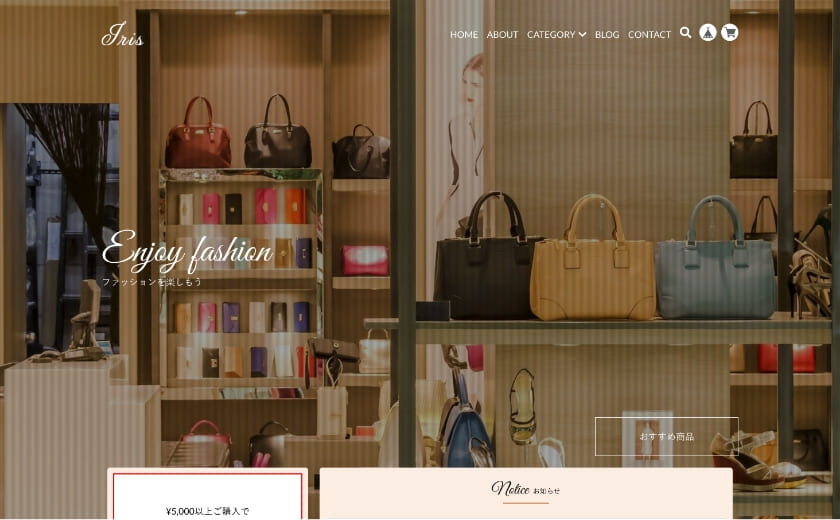 Iris
HOME ABOUT CATEGORY BLOG CONTACT
Enjoy fashion
ファッションを楽しもう
おすすめ商品
¥5,000以上ご購入で
Notice お知らせ